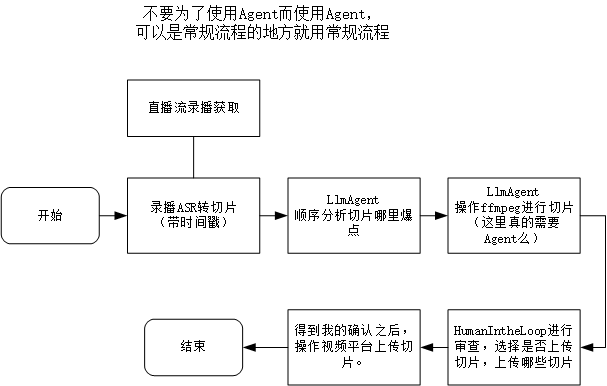 不要为了使用Agent而使用Agent，
可以是常规流程的地方就用常规流程
直播流录播获取
开始
录播ASR转切片
（带时间戳）
LlmAgent
顺序分析切片哪里爆
点
LlmAgent
操作ffmpeg进行切片
（这里真的需要
Agent么）
HumanIntheLoop进行
审查，选择是否上传
切片，上传哪些切片
得到我的确认之后，
操作视频平台上传切
片。
结束